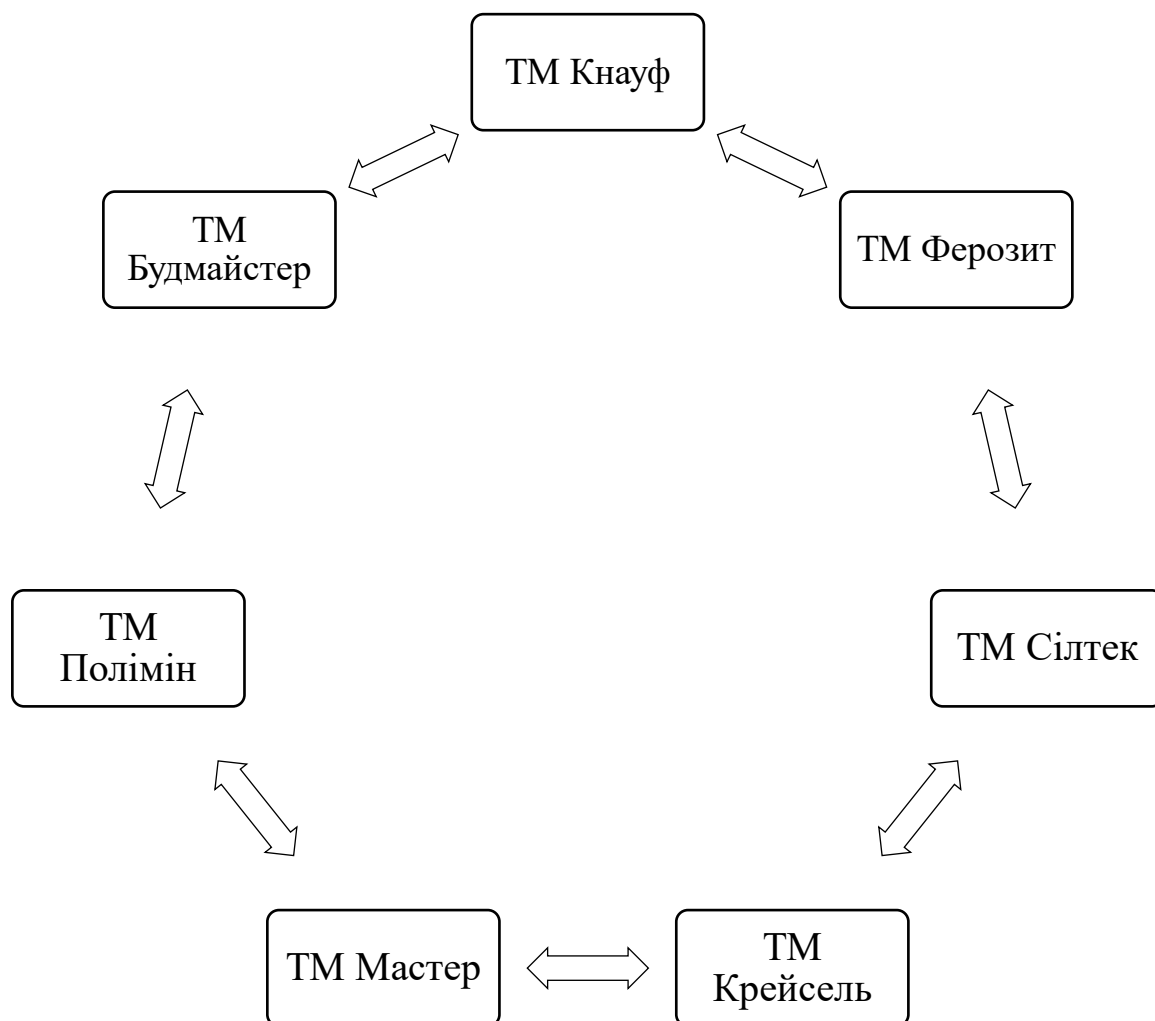 ТМ Кнауф
ТМ
Будмайстер
ТМ Ферозит
ТМ
Полімін
ТМ Сілтек
ТМ Мастер
ТМ
Крейсель